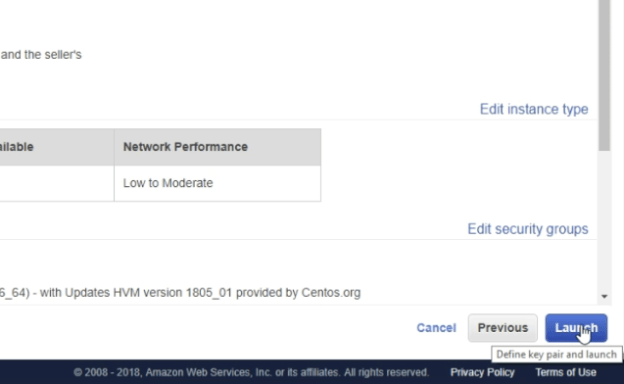 and the seller's
Edit instance type
ailable Network Performance
Low to Moderate
Edit security groups
6_64) - with Updates HVM version 1805_01 provided by Centos.org
Cancel Previous Launch
Define key pair and launch
© 2008 - 2018, Amazon Web Services, Inc. or its affiliates. All rights reserved. Privacy Policy Terms of Use